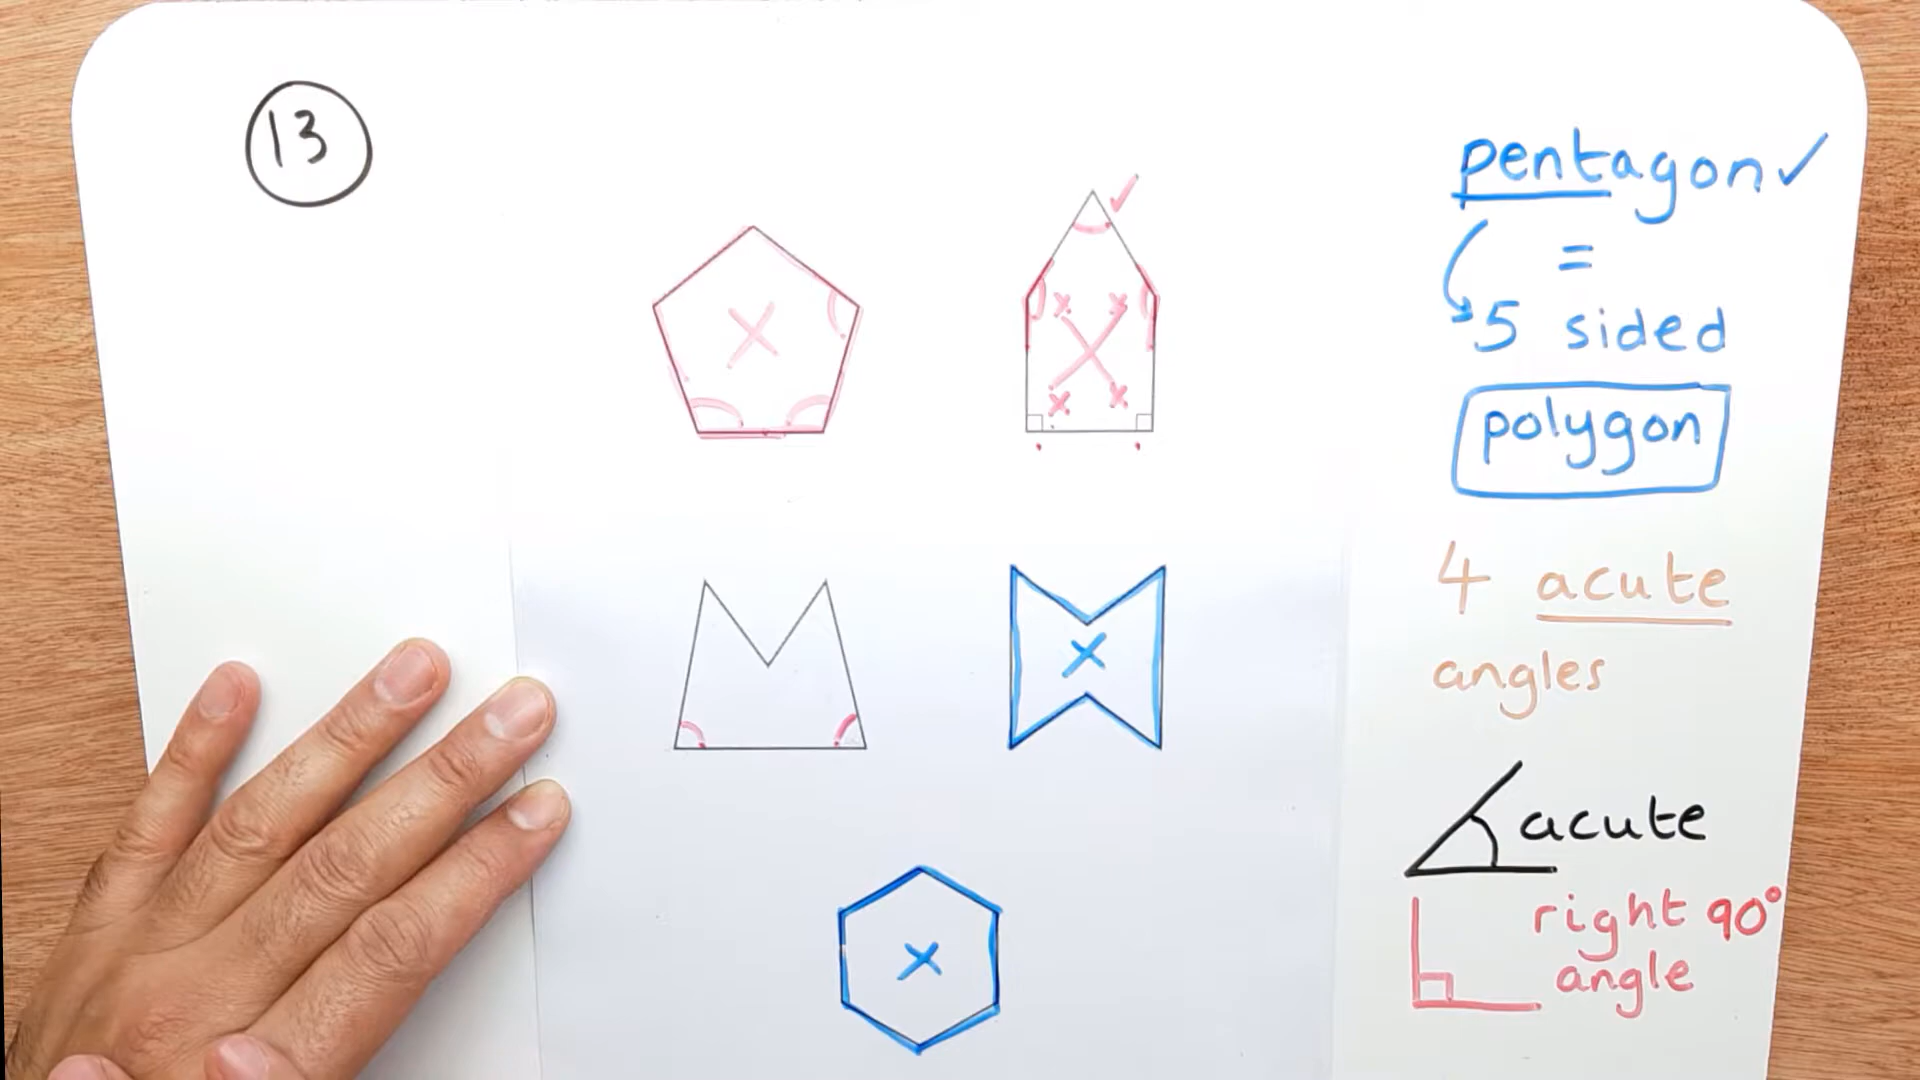 13
pentagon ✓
=
5 sided
polygon
4 acute
angles
acute
right 90°
angle